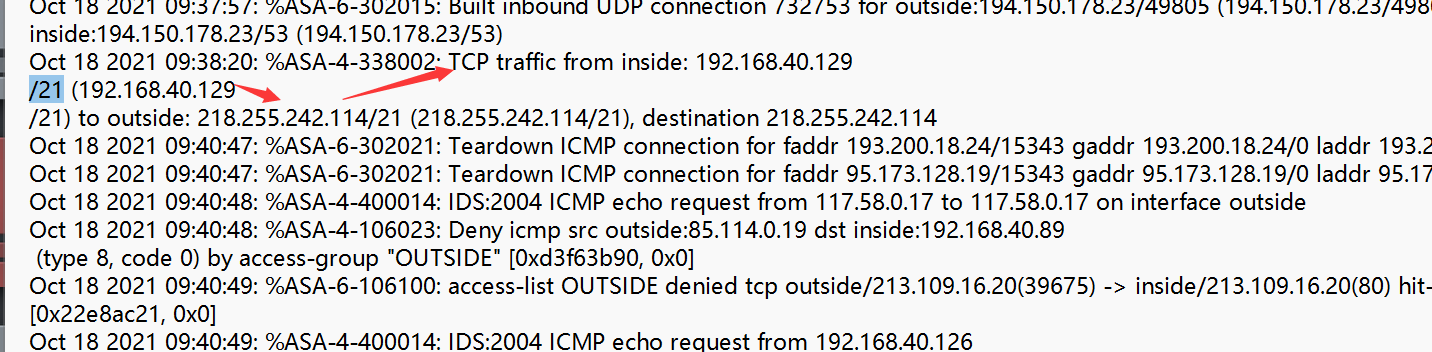 Oct 18 2021 09:37:57: %ASA-6-302015: Built inbound UDP connection 732753 for outside:194.150.178.23/49805 (194.150.178.23/498
inside:194.150.178.23/53 (194.150.178.23/53)
Oct 18 2021 09:38:20: %ASA-4-338002: TCP traffic from inside: 192.168.40.129
/21 (192.168.40.129
/21) to outside: 218.255.242.114/21 (218.255.242.114/21), destination 218.255.242.114
Oct 18 2021 09:40:47: %ASA-6-302021: Teardown ICMP connection for faddr 193.200.18.24/15343 gaddr 193.200.18.24/0 laddr 193.2
Oct 18 2021 09:40:47: %ASA-6-302021: Teardown ICMP connection for faddr 95.173.128.19/15343 gaddr 95.173.128.19/0 laddr 95.17
Oct 18 2021 09:40:48: %ASA-4-400014: IDS:2004 ICMP echo request from 117.58.0.17 to 117.58.0.17 on interface outside
Oct 18 2021 09:40:48: %ASA-4-106023: Deny icmp src outside:85.114.0.19 dst inside:192.168.40.89
(type 8, code 0) by access-group "OUTSIDE" [0xd3f63b90, 0x0]
Oct 18 2021 09:40:49: %ASA-6-106100: access-list OUTSIDE denied tcp outside/213.109.16.20(39675) -> inside/213.109.16.20(80) hit-
[0x22e8ac21, 0x0]
Oct 18 2021 09:40:49: %ASA-4-400014: IDS:2004 ICMP echo request from 192.168.40.126